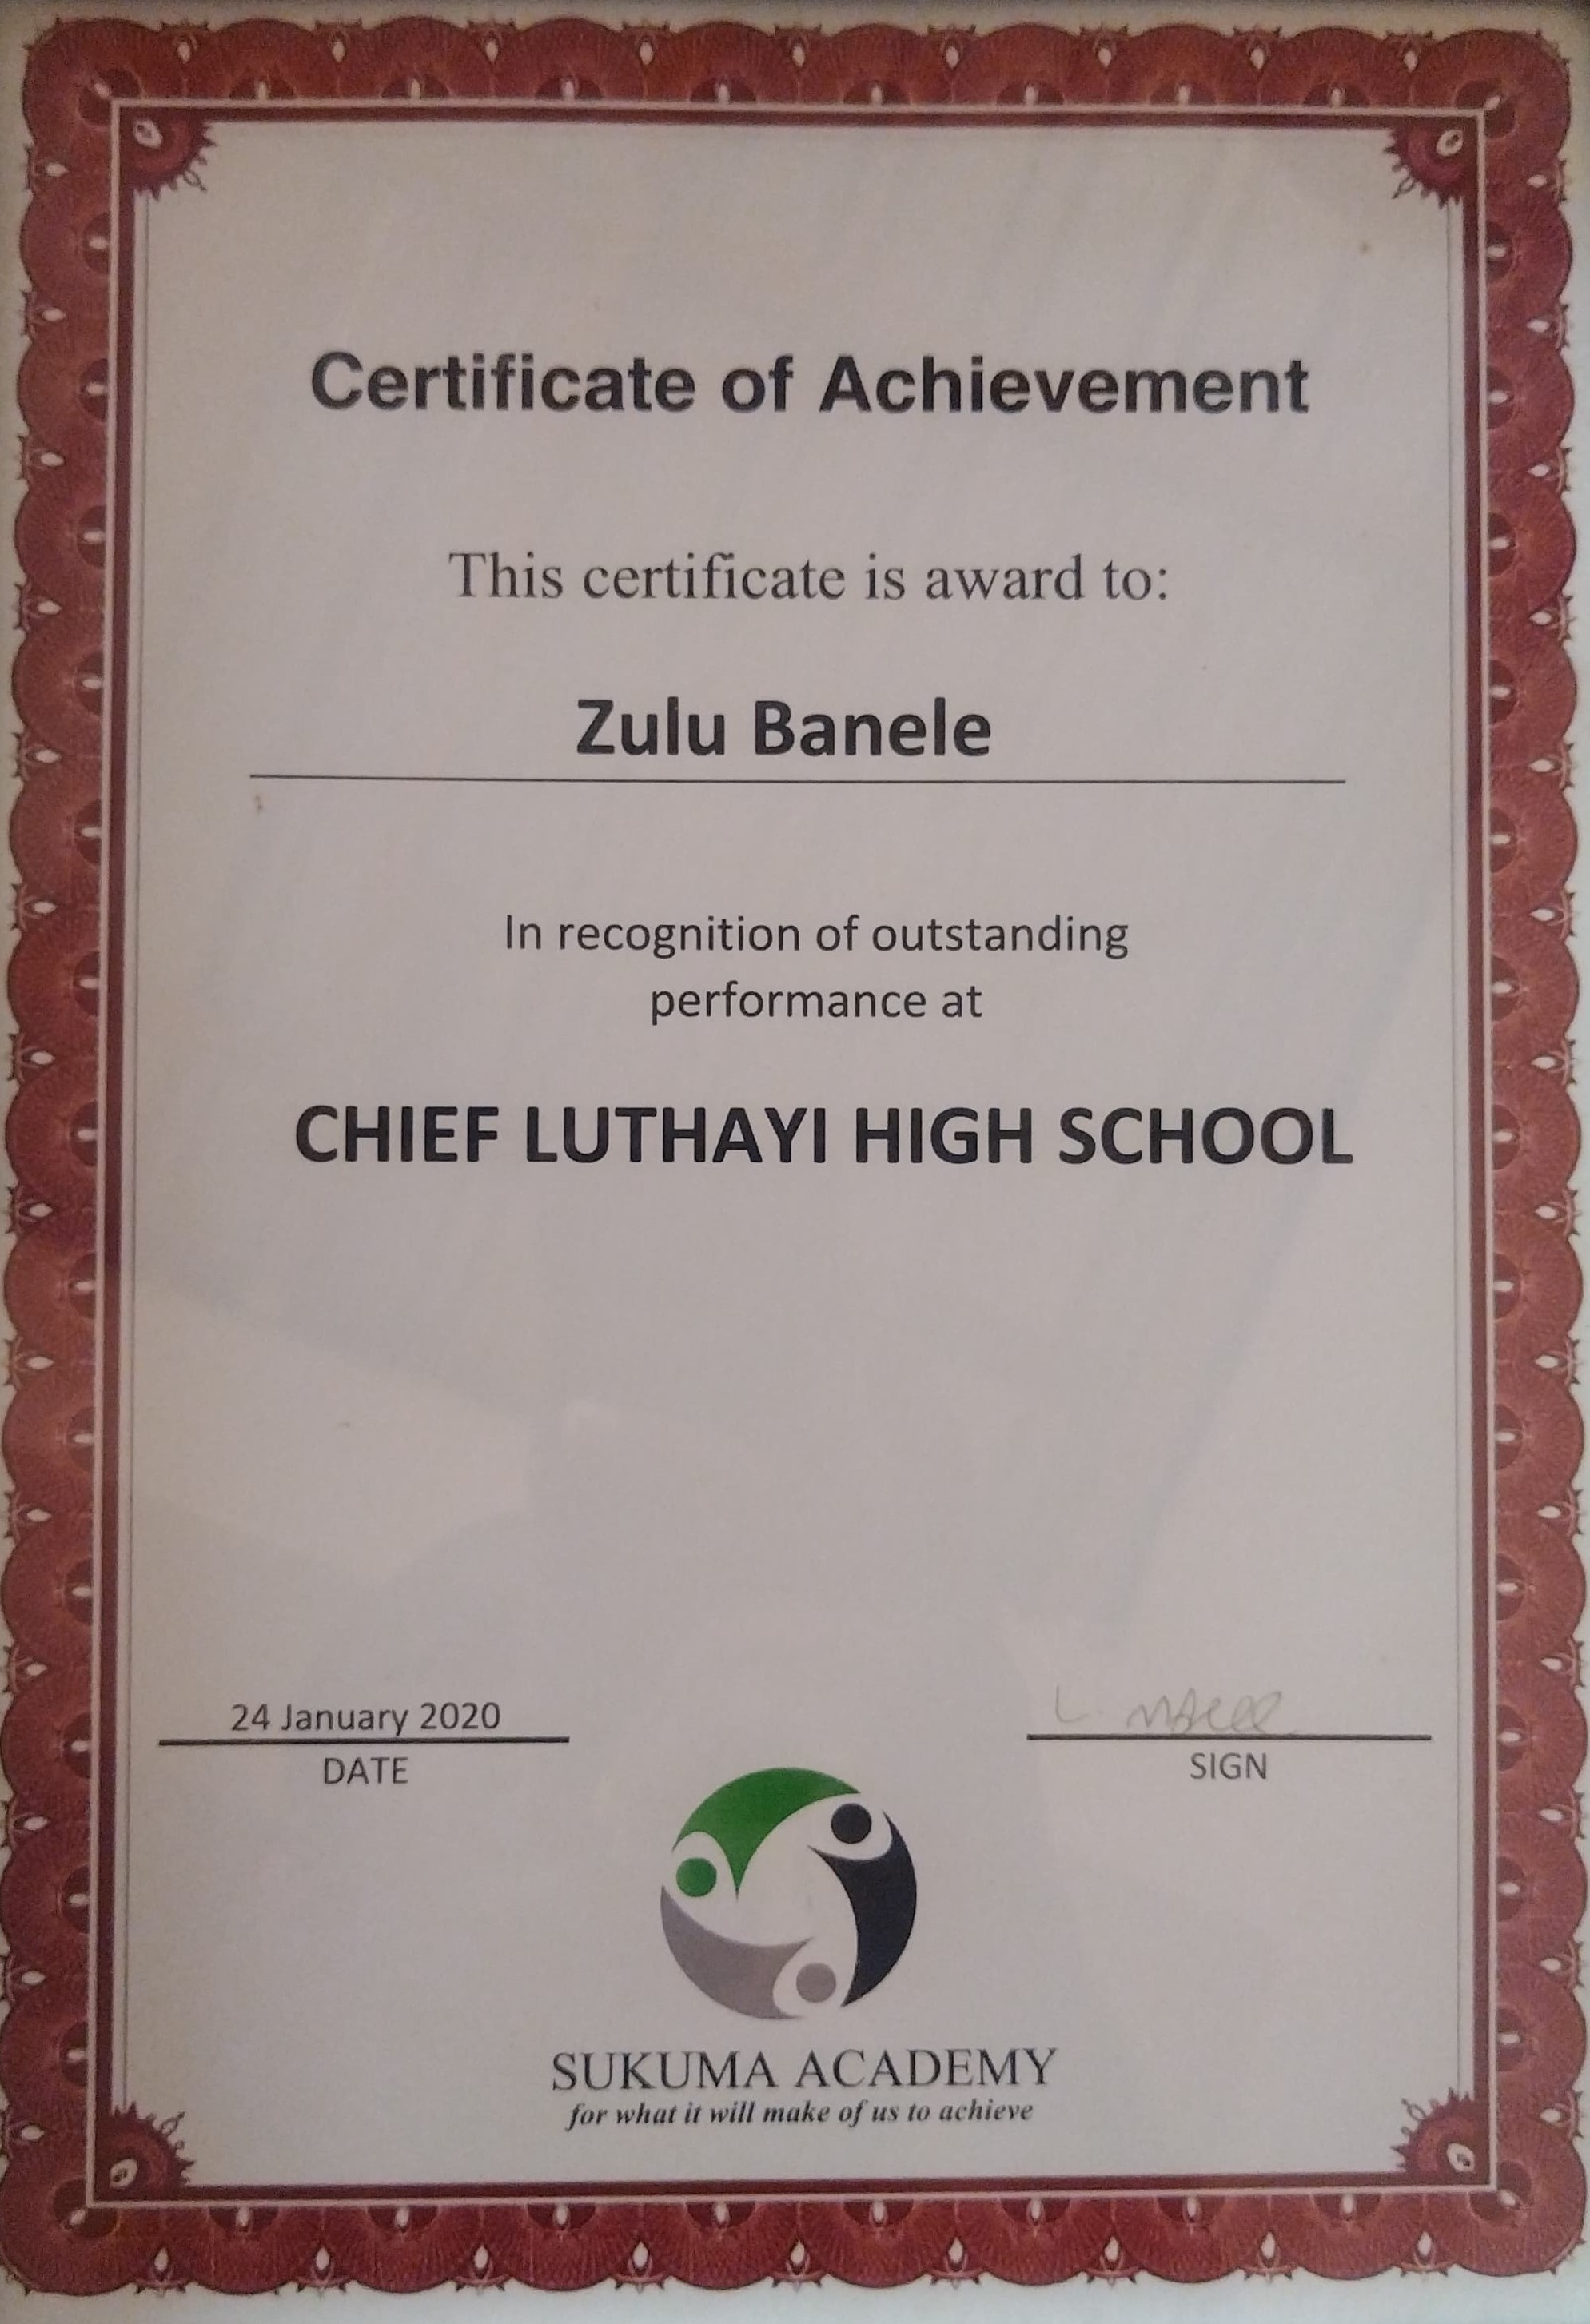 Certificate of Achievement
This certificate is award to:
Zulu Banele
In recognition of outstanding
performance at
CHIEF LUTHAYI HIGH SCHOOL
24 January 2020
DATE
SIGN
SUKUMA ACADEMY
for what it will make of us to achieve